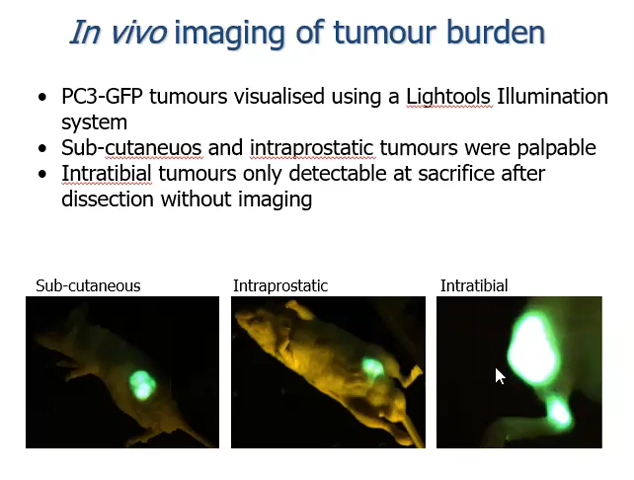 In vivo imaging of tumour burden
• PC3-GFP tumours visualised using a Lightools Illumination
system
• Sub-cutaneuos and intraprostatic tumours were palpable
• Intratibial tumours only detectable at sacrifice after
dissection without imaging
Sub-cutaneous Intraprostatic Intratibial